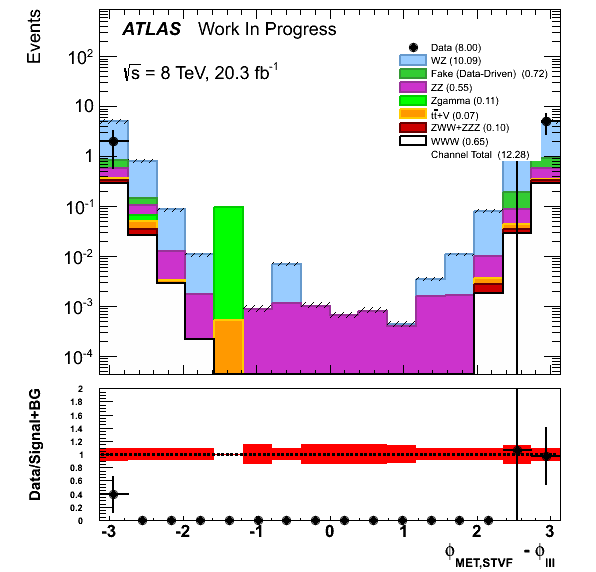 Events
ATLAS Work In Progress
√s = 8 TeV, 20.3 fb⁻¹
Data (8.00)
WZ (10.09)
Fake (Data-Driven) (0.72)
ZZ (0.55)
Zgamma (0.11)
tt̄+V (0.07)
ZWW+ZZZ (0.10)
WWW (0.65)
Channel Total (12.28)
10²
10
1
10⁻¹
10⁻²
10⁻³
10⁻⁴
Data/Signal+BG
2
1.8
1.6
1.4
1.2
1
0.8
0.6
0.4
0.2
0
-3 -2 -1 0 1 2 3
ϕMET,STVF - ϕlll